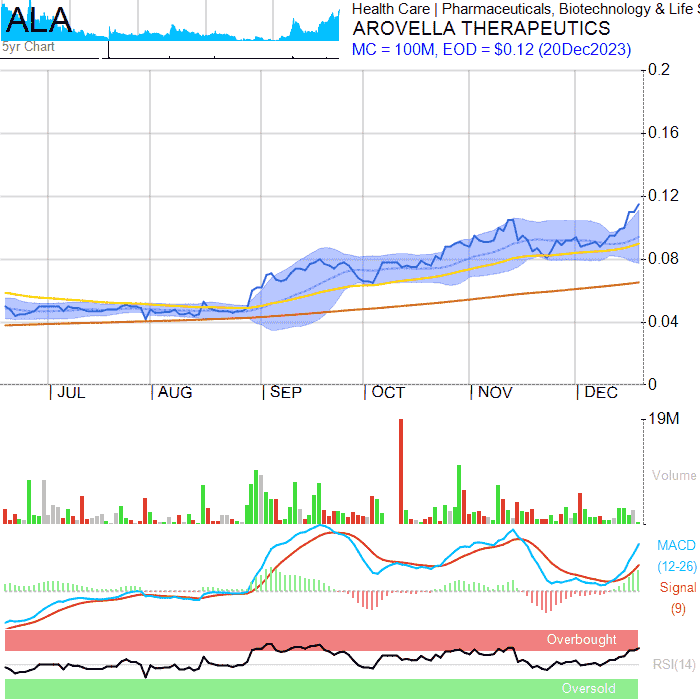 ALA
5yr Chart
Health Care | Pharmaceuticals, Biotechnology & Life S
AROVELLA THERAPEUTICS
MC = 100M, EOD = $0.12 (20Dec2023)
0.2
0.16
0.12
0.08
0.04
0
JUL AUG SEP OCT NOV DEC
19M
Volume
MACD
(12-26)
Signal
(9)
Overbought
RSI(14)
Oversold